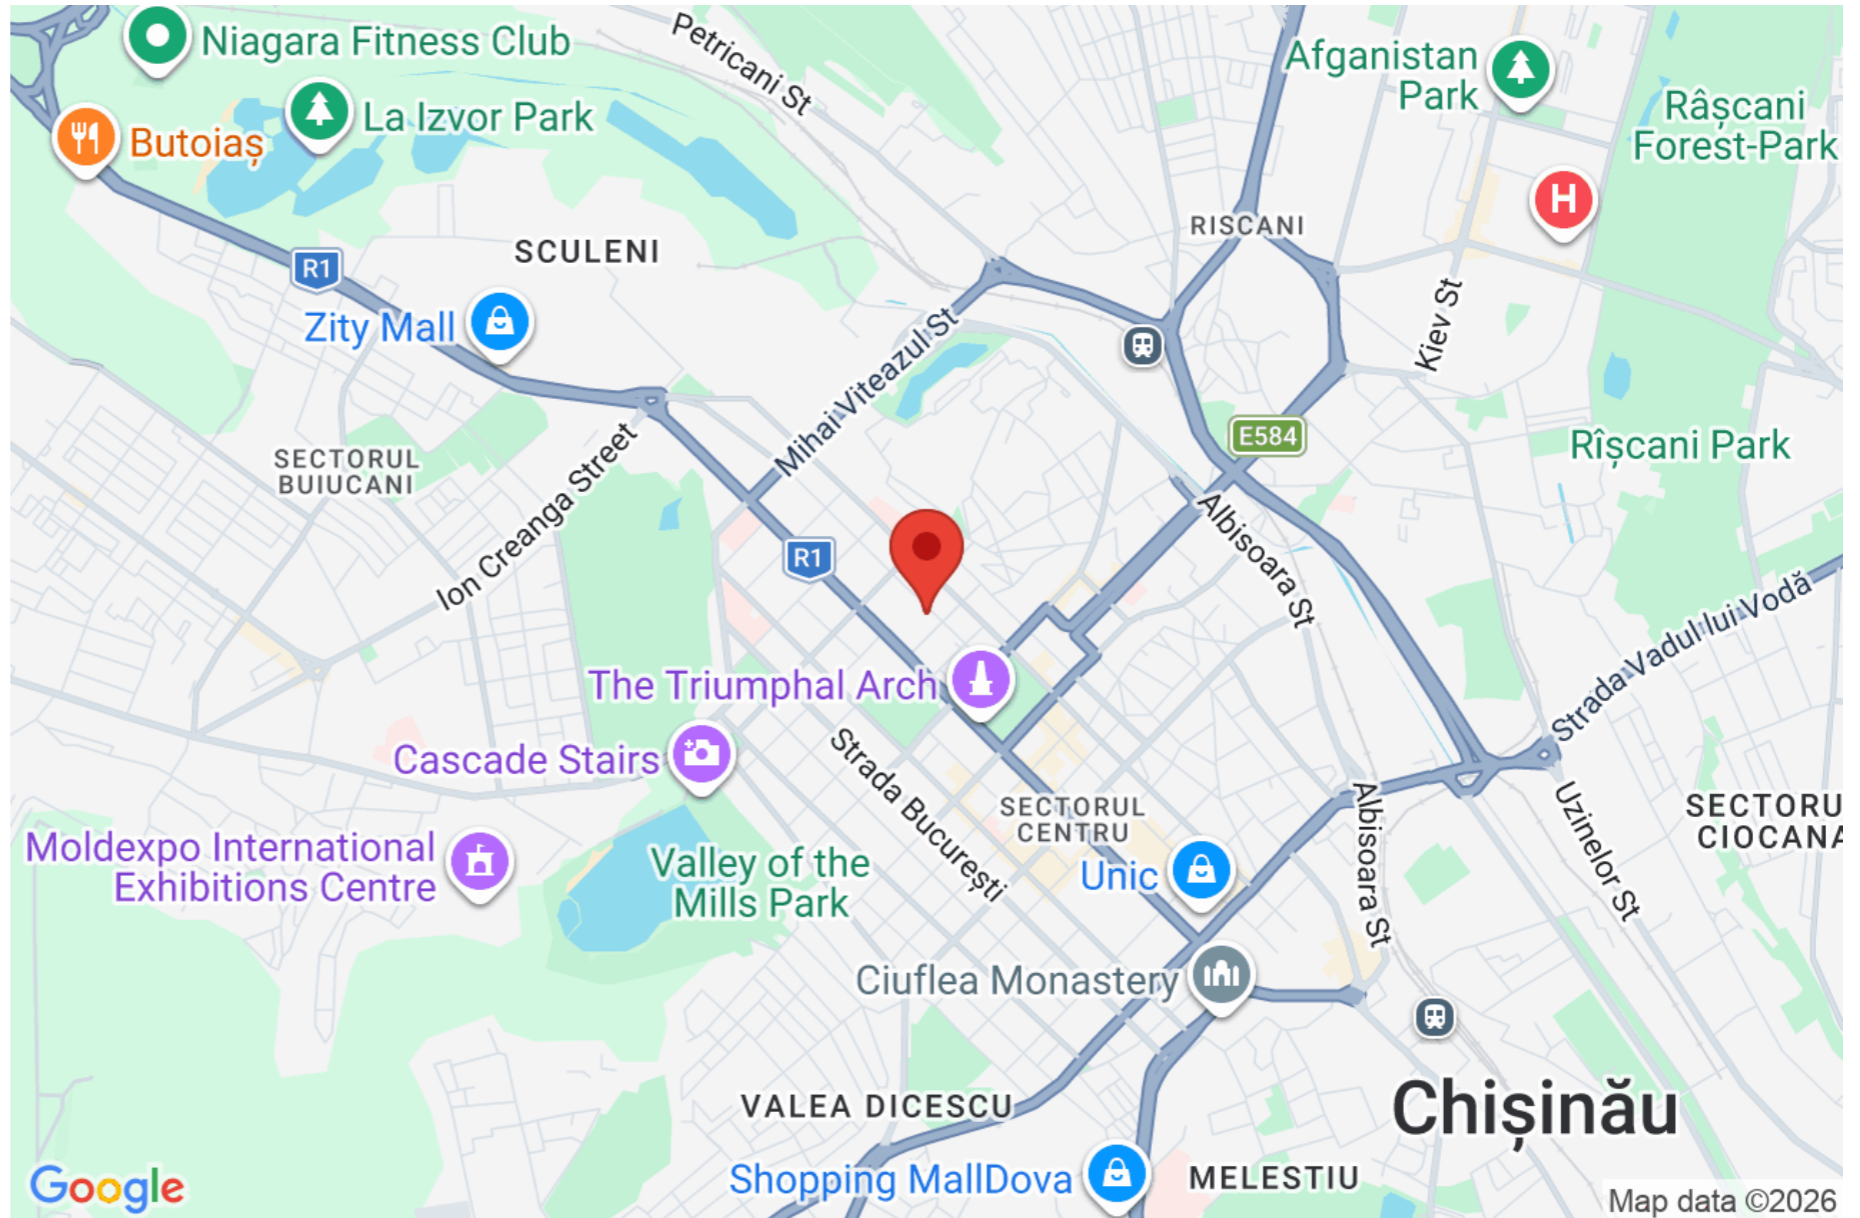 Niagara Fitness Club
Petricani St
Afganistan
Park
La Izvor Park
Râșcani
Forest-Park
Butoiaș
H
RISCANI
SCULENI
R1
Zity Mall
Kiev St
Mihai Viteazul St
E584
Rîșcani Park
SECTORUL
BUIUCANI
Ion Creanga Street
R1
Albisoara St
Strada Vadul lui Vodă
The Triumphal Arch
Cascade Stairs
Strada București
SECTORUL
CENTRU
Albisoara St
Uzinelor St
SECTORU
CIOCANA
Moldexpo International
Exhibitions Centre
Valley of the
Mills Park
Unic
Ciuflea Monastery
VALEA DICESCU
Chișinău
Shopping MallDova
MELESTIU
Google
Map data ©2026